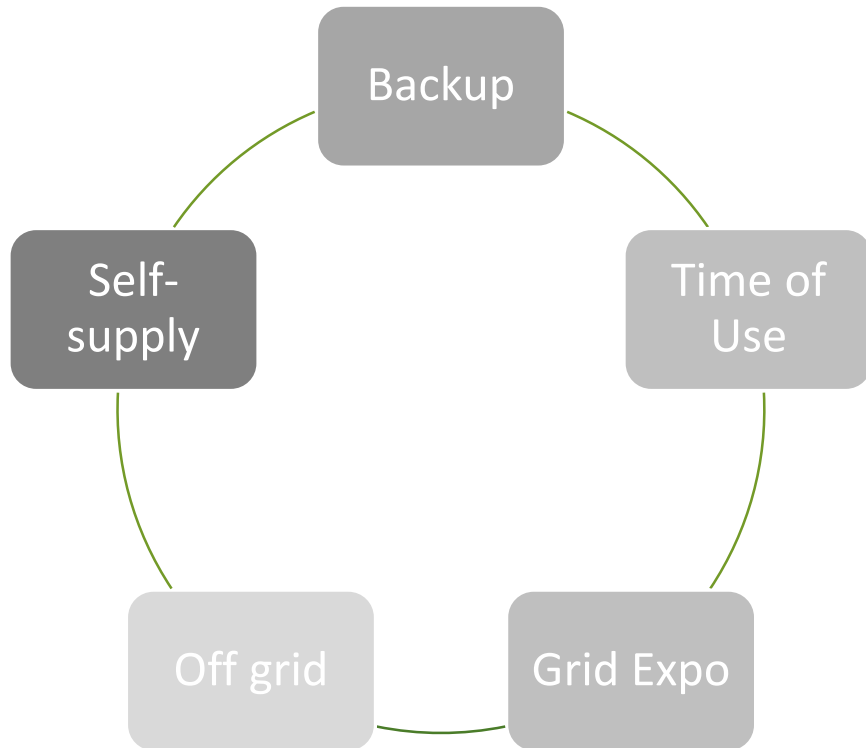 Backup
Time of
Use
Grid Expo
Off grid
Self-
supply